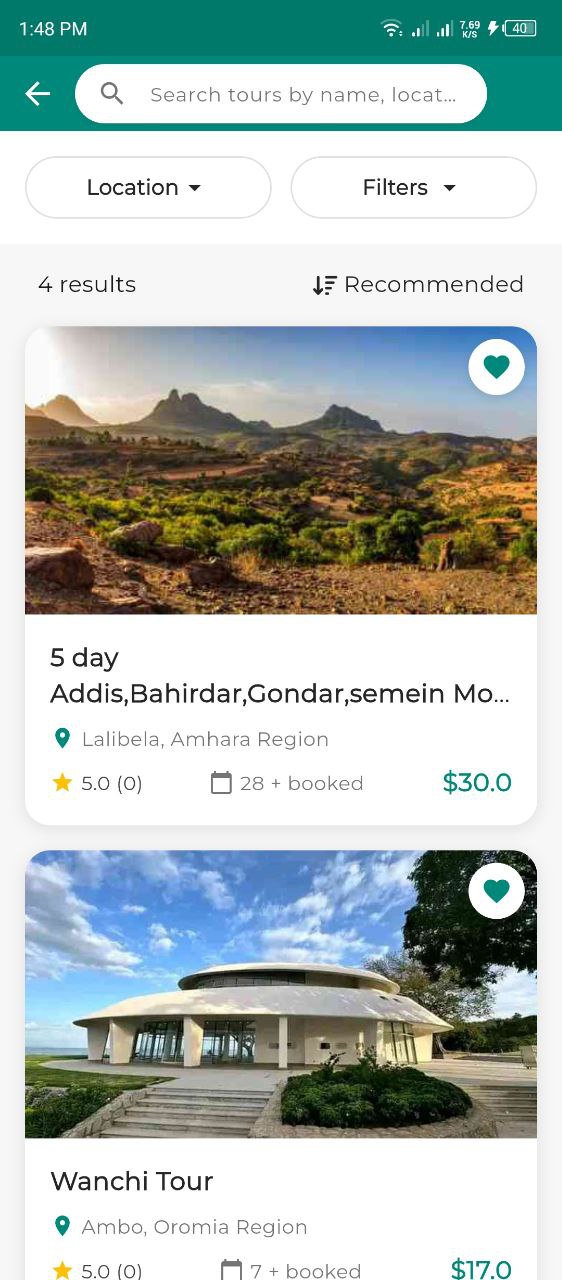 1:48 PM
7.69
K/S
40
Search tours by name, locat...
Location
Filters
4 results
Recommended
5 day
Addis,Bahirdar,Gondar,semein Mo...
Lalibela, Amhara Region
5.0 (0)
28 + booked
$30.0
Wanchi Tour
Ambo, Oromia Region
5.0 (0)
7 + booked
$17.0